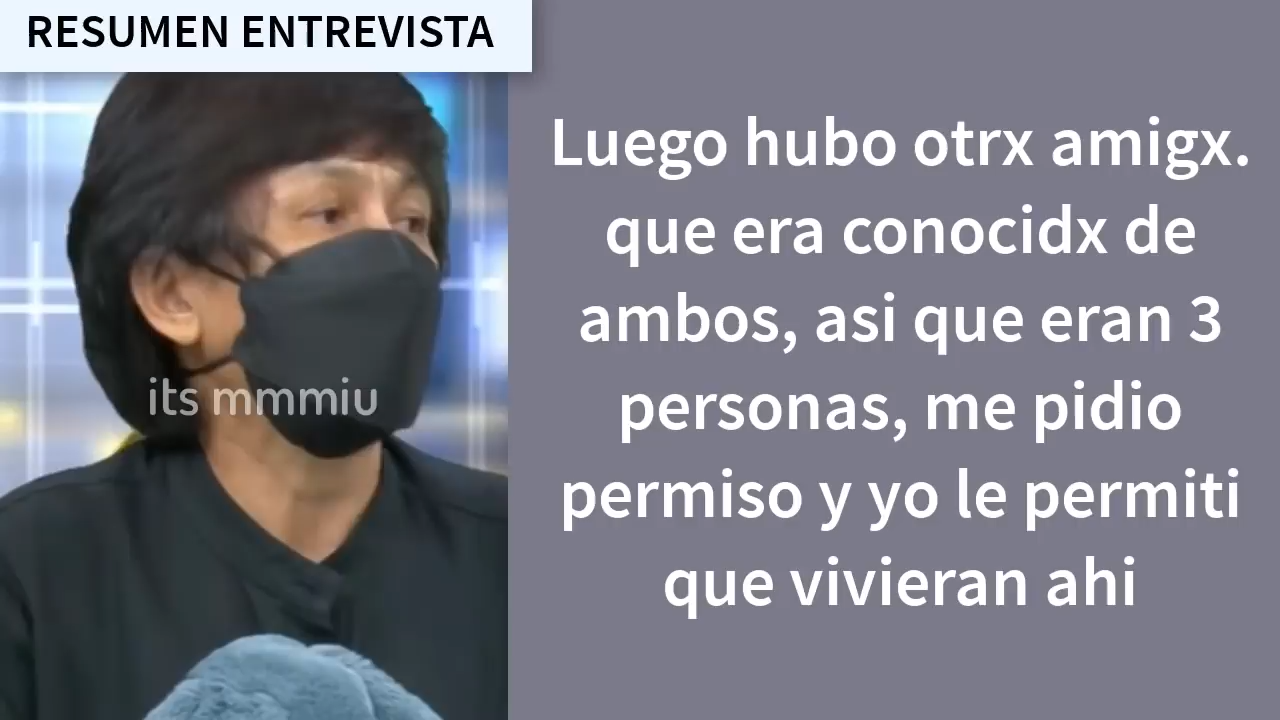 RESUMEN ENTREVISTA
its mmmiu
Luego hubo otrx amigx.
que era conocidx de
ambos, asi que eran 3
personas, me pidio
permiso y yo le permiti
que vivieran ahi